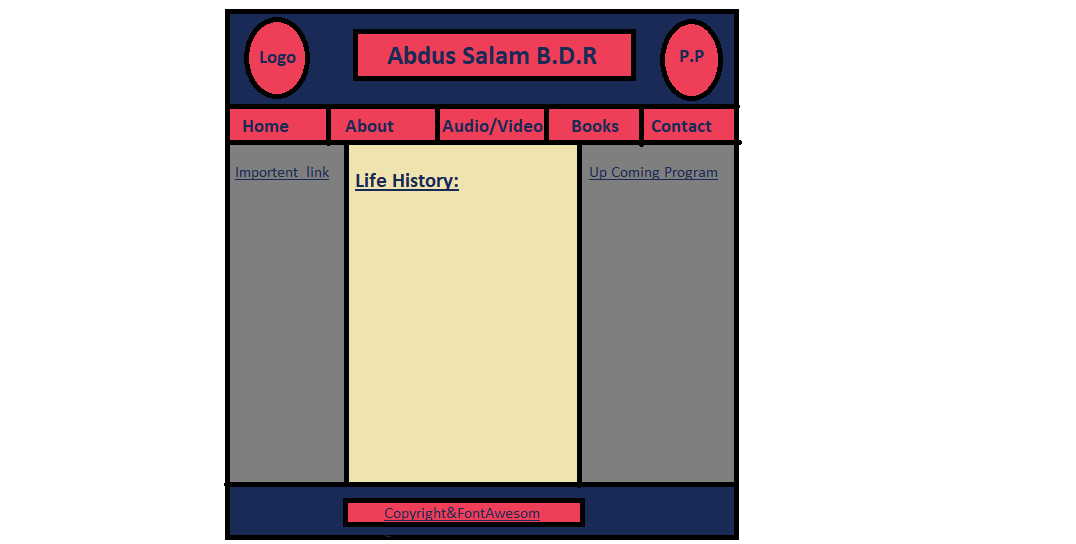 Logo
Abdus Salam B.D.R
P.P
Home
About
Audio/Video
Books
Contact
Importent link
Life History:
Up Coming Program
Copyright&FontAwesom